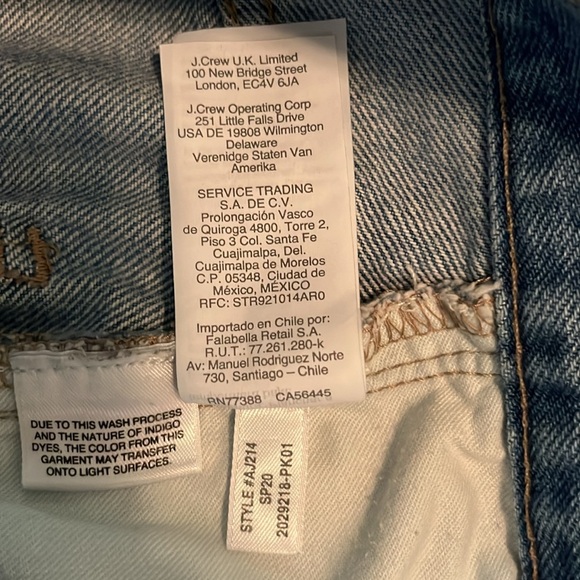 J.Crew U.K. Limited
100 New Bridge Street
London, EC4V 6JA
J.Crew Operating Corp
251 Little Falls Drive
USA DE 19808 Wilmington
Delaware
Verenidge Staten Van
Amerika
SERVICE TRADING
S.A. DE C.V.
Prolongación Vasco
de Quiroga 4800, Torre 2,
Piso 3 Col. Santa Fe
Cuajimalpa, Del.
Cuajimalpa de Morelos
C.P. 05348, Ciudad de
México, MÉXICO
RFC: STR921014AR0
Importado en Chile por:
Falabella Retail S.A.
R.U.T.: 77.261.280-k
Av: Manuel Rodriguez Norte
730, Santiago – Chile
RN77388 CA56445
DUE TO THIS WASH PROCESS
AND THE NATURE OF INDIGO
DYES, THE COLOR FROM THIS
GARMENT MAY TRANSFER
ONTO LIGHT SURFACES.
STYLE #AJ214
SP20
2029218-PK01